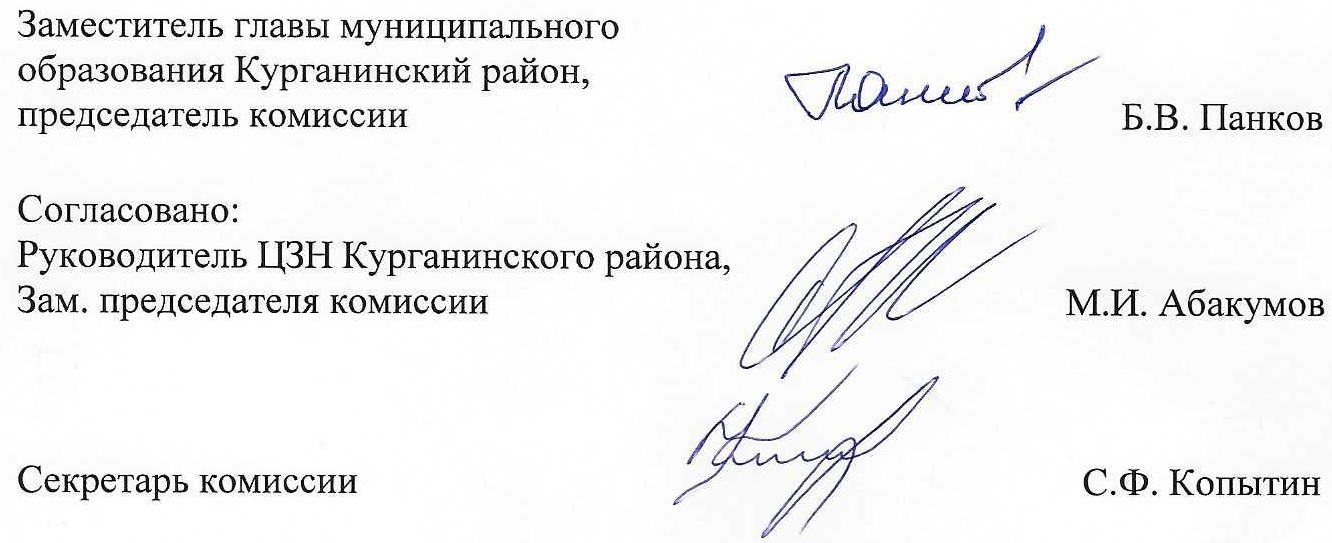 Заместитель главы муниципального
образования Курганинский район,
председатель комиссии
Б.В. Панков
Согласовано:
Руководитель ЦЗН Курганинского района,
Зам. председателя комиссии
М.И. Абакумов
Секретарь комиссии
С.Ф. Копытин